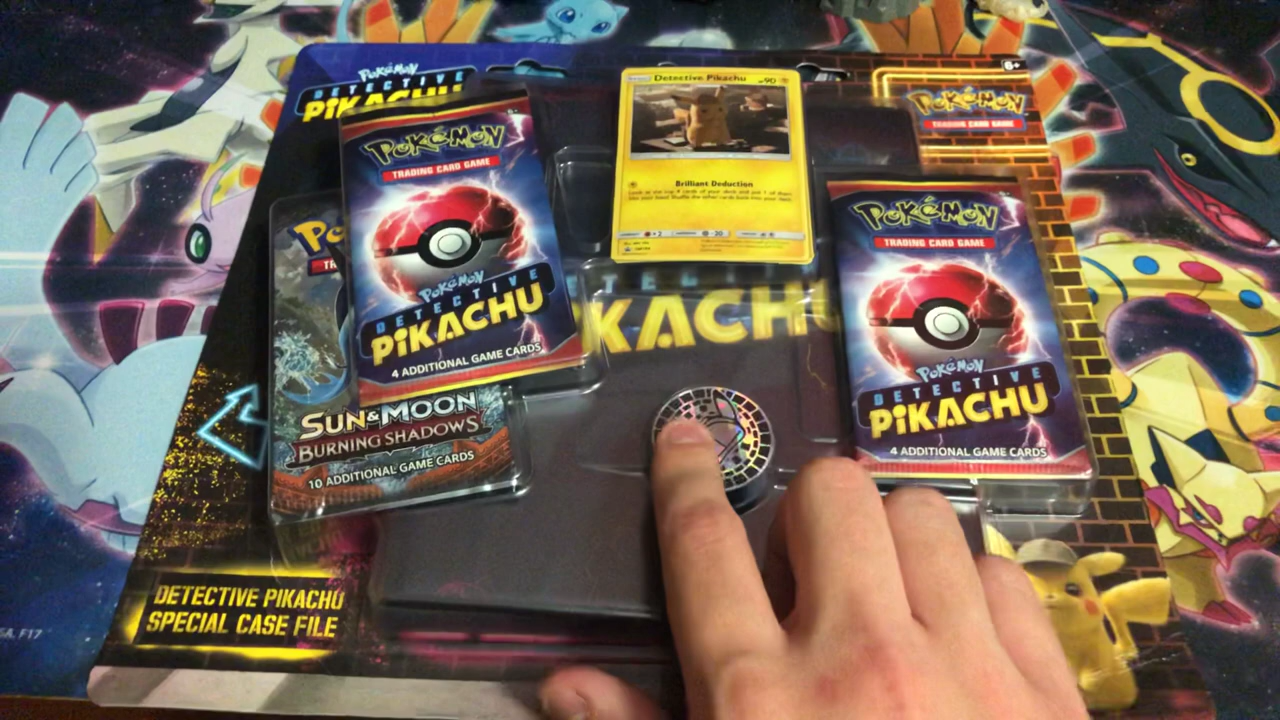 Pokémon
DETECTIVE
PiKACHU
6+
Pokémon
TRADING CARD GAME
Detective Pikachu
90
Brilliant Deduction
Pokémon
TRADING CARD GAME
Pokémon
DETECTIVE
PiKACHU
4 ADDITIONAL GAME CARDS
Po
TR
SUN & MOON
BURNING SHADOWS
10 ADDITIONAL GAME CARDS
PiKACHU
Pokémon
TRADING CARD GAME
Pokémon
DETECTIVE
PiKACHU
4 ADDITIONAL GAME CARDS
DETECTIVE PIKACHU
SPECIAL CASE FILE